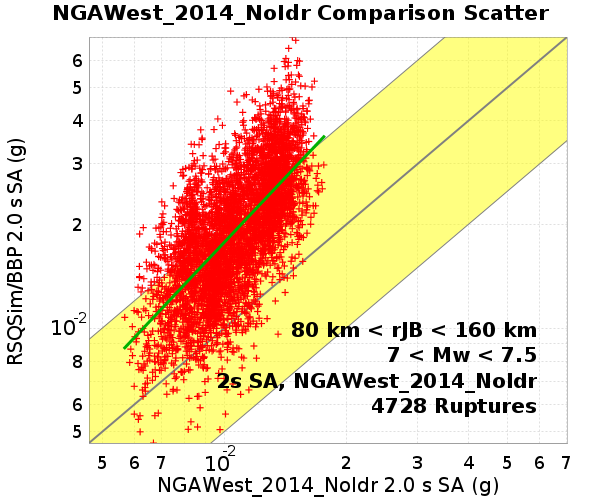 NGAWest_2014_NoIdr Comparison Scatter
RSQSim/BBP 2.0 s SA (g)
6
5
4
3
2
10-2
8
6
5
80 km < rJB < 160 km
7 < Mw < 7.5
2s SA, NGAWest_2014_NoIdr
4728 Ruptures
5 6 7 10-2 2 3 4 5 6 7
NGAWest_2014_NoIdr 2.0 s SA (g)